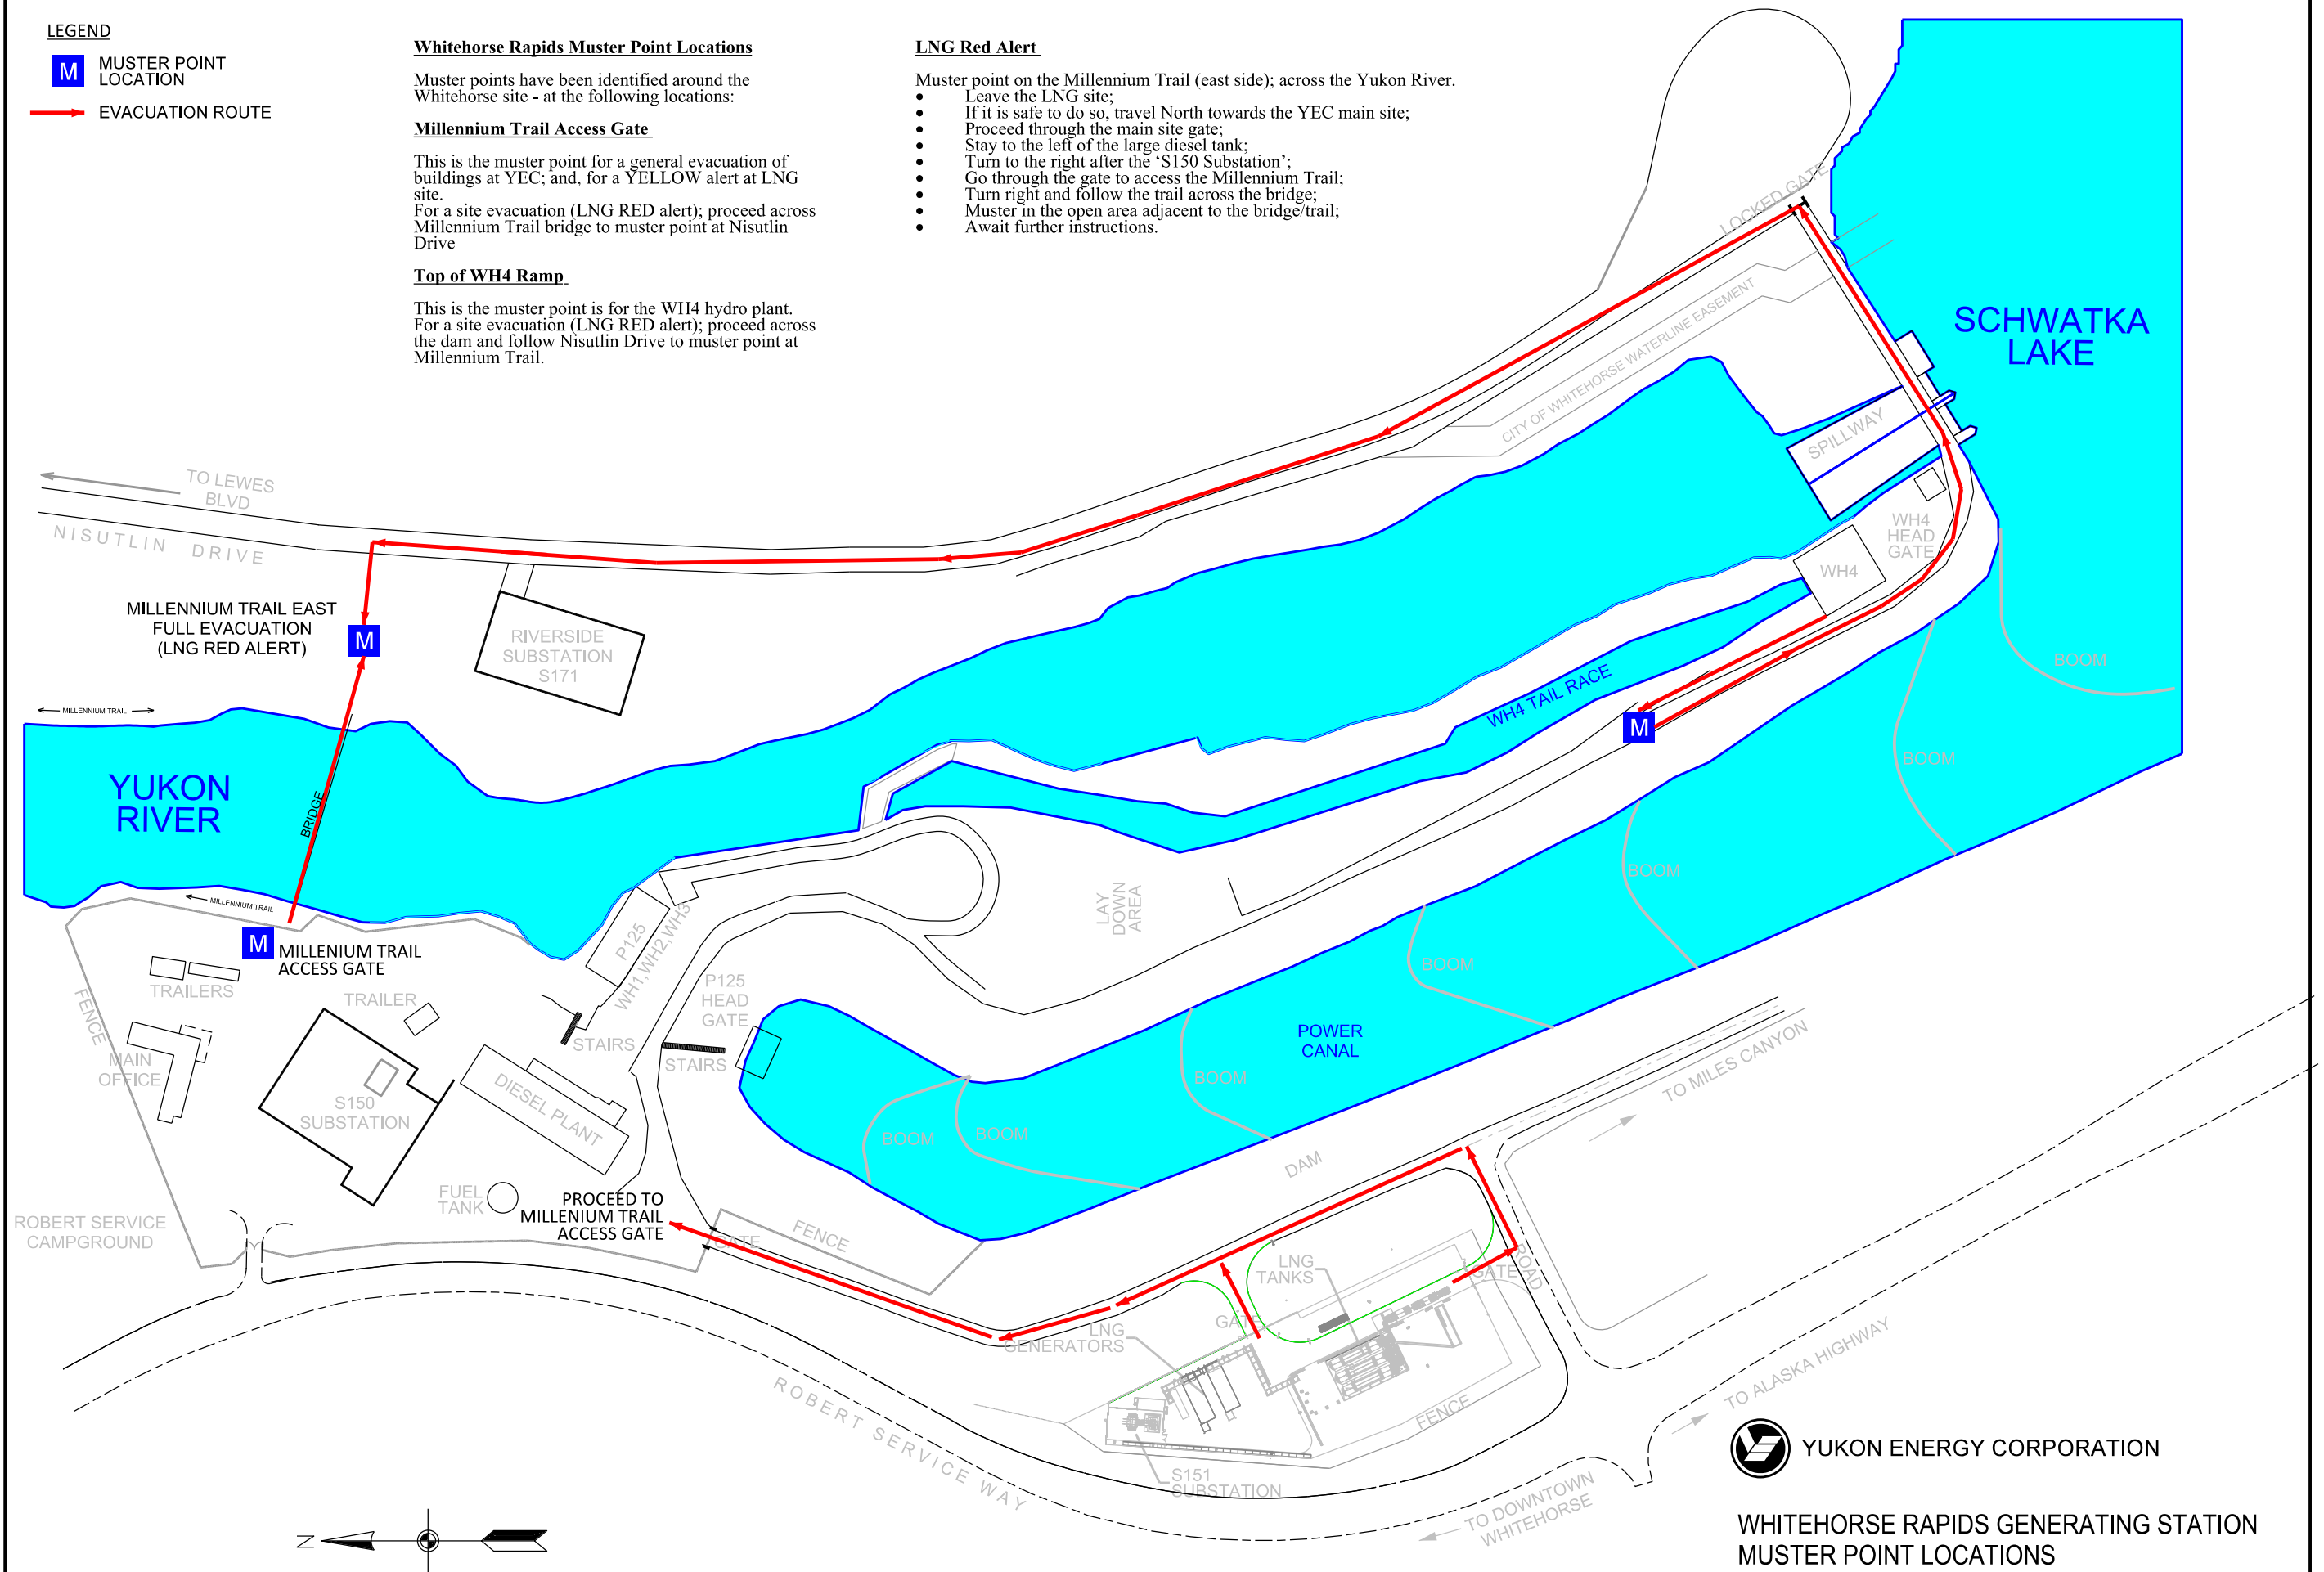 LEGEND
M
MUSTER POINT
LOCATION
EVACUATION ROUTE
Whitehorse Rapids Muster Point Locations
Muster points have been identified around the
Whitehorse site - at the following locations:
Millennium Trail Access Gate
This is the muster point for a general evacuation of
buildings at YEC; and, for a YELLOW alert at LNG
site.
For a site evacuation (LNG RED alert); proceed across
Millennium Trail bridge to muster point at Nisutlin
Drive
Top of WH4 Ramp
This is the muster point is for the WH4 hydro plant.
For a site evacuation (LNG RED alert); proceed across
the dam and follow Nisutlin Drive to muster point at
Millennium Trail.
LNG Red Alert
Muster point on the Millennium Trail (east side); across the Yukon River.
• Leave the LNG site;
• If it is safe to do so, travel North towards the YEC main site;
• Proceed through the main site gate;
• Stay to the left of the large diesel tank;
• Turn to the right after the ‘S150 Substation’;
• Go through the gate to access the Millennium Trail;
• Turn right and follow the trail across the bridge;
• Muster in the open area adjacent to the bridge/trail;
• Await further instructions.
LOCKED GATE
CITY OF WHITEHORSE WATERLINE EASEMENT
SCHWATKA
LAKE
SPILLWAY
WH4
HEAD
GATE
WH4
TO LEWES
BLVD
NISUTLIN DRIVE
MILLENNIUM TRAIL EAST
FULL EVACUATION
(LNG RED ALERT)
M
RIVERSIDE
SUBSTATION
S171
BOOM
WH4 TAIL RACE
M
BOOM
MILLENNIUM TRAIL
YUKON
RIVER
BRIDGE
BOOM
MILLENNIUM TRAIL
M
MILLENIUM TRAIL
ACCESS GATE
LAY
DOWN
AREA
P125
WH1,WH2,WH3
BOOM
TRAILERS
TRAILER
FENCE
P125
HEAD
GATE
MAIN
OFFICE
STAIRS
STAIRS
POWER
CANAL
TO MILES CANYON
S150
SUBSTATION
DIESEL PLANT
BOOM
BOOM
BOOM
DAM
FUEL
TANK
PROCEED TO
MILLENIUM TRAIL
ACCESS GATE
GATE
FENCE
ROBERT SERVICE
CAMPGROUND
LNG
TANKS
GATE
ROAD
LNG
GENERATORS
GATE
TO ALASKA HIGHWAY
FENCE
ROBERT SERVICE WAY
S151
SUBSTATION
TO DOWNTOWN
WHITEHORSE
N
YUKON ENERGY CORPORATION
WHITEHORSE RAPIDS GENERATING STATION
MUSTER POINT LOCATIONS